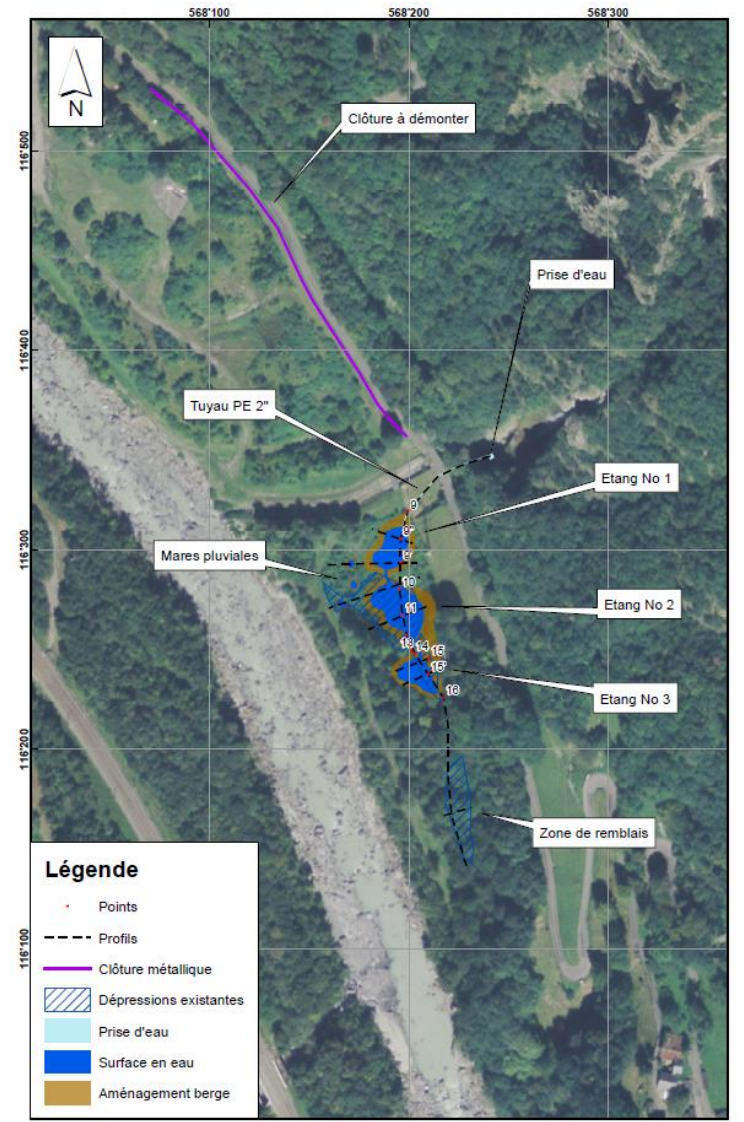 568'100
568'200
568'300
N
116'500
116'400
116'300
116'200
116'100
Clôture à démonter
Prise d'eau
Tuyau PE 2"
Etang No 1
Mares pluviales
Etang No 2
Etang No 3
Zone de remblais
9
9"
9'
10
11
13
14
15
15'
16
Légende
Points
Profils
Clôture métallique
Dépressions existantes
Prise d'eau
Surface en eau
Aménagement berge